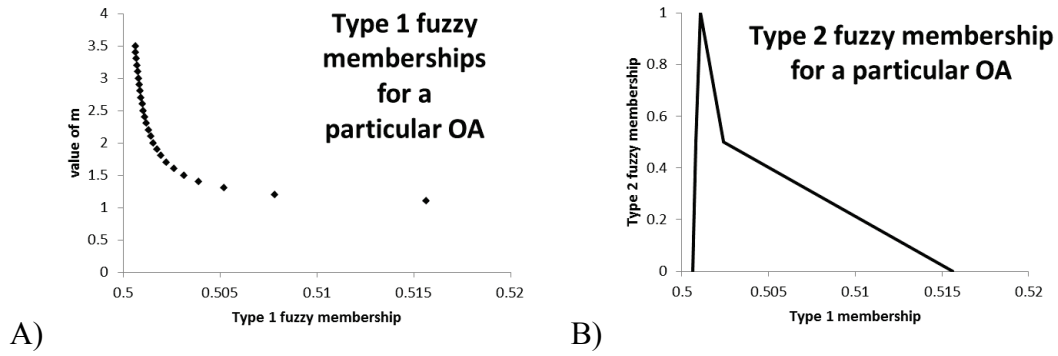 Type 1 fuzzy
memberships
for a
particular OA
value of m
4
3.5
3
2.5
2
1.5
1
0.5
0
0.5 0.505 0.51 0.515 0.52
Type 1 fuzzy membership
A)
Type 2 fuzzy membership
for a particular OA
Type 2 fuzzy membership
1
0.8
0.6
0.4
0.2
0
0.5 0.505 0.51 0.515 0.52
Type 1 membership
B)